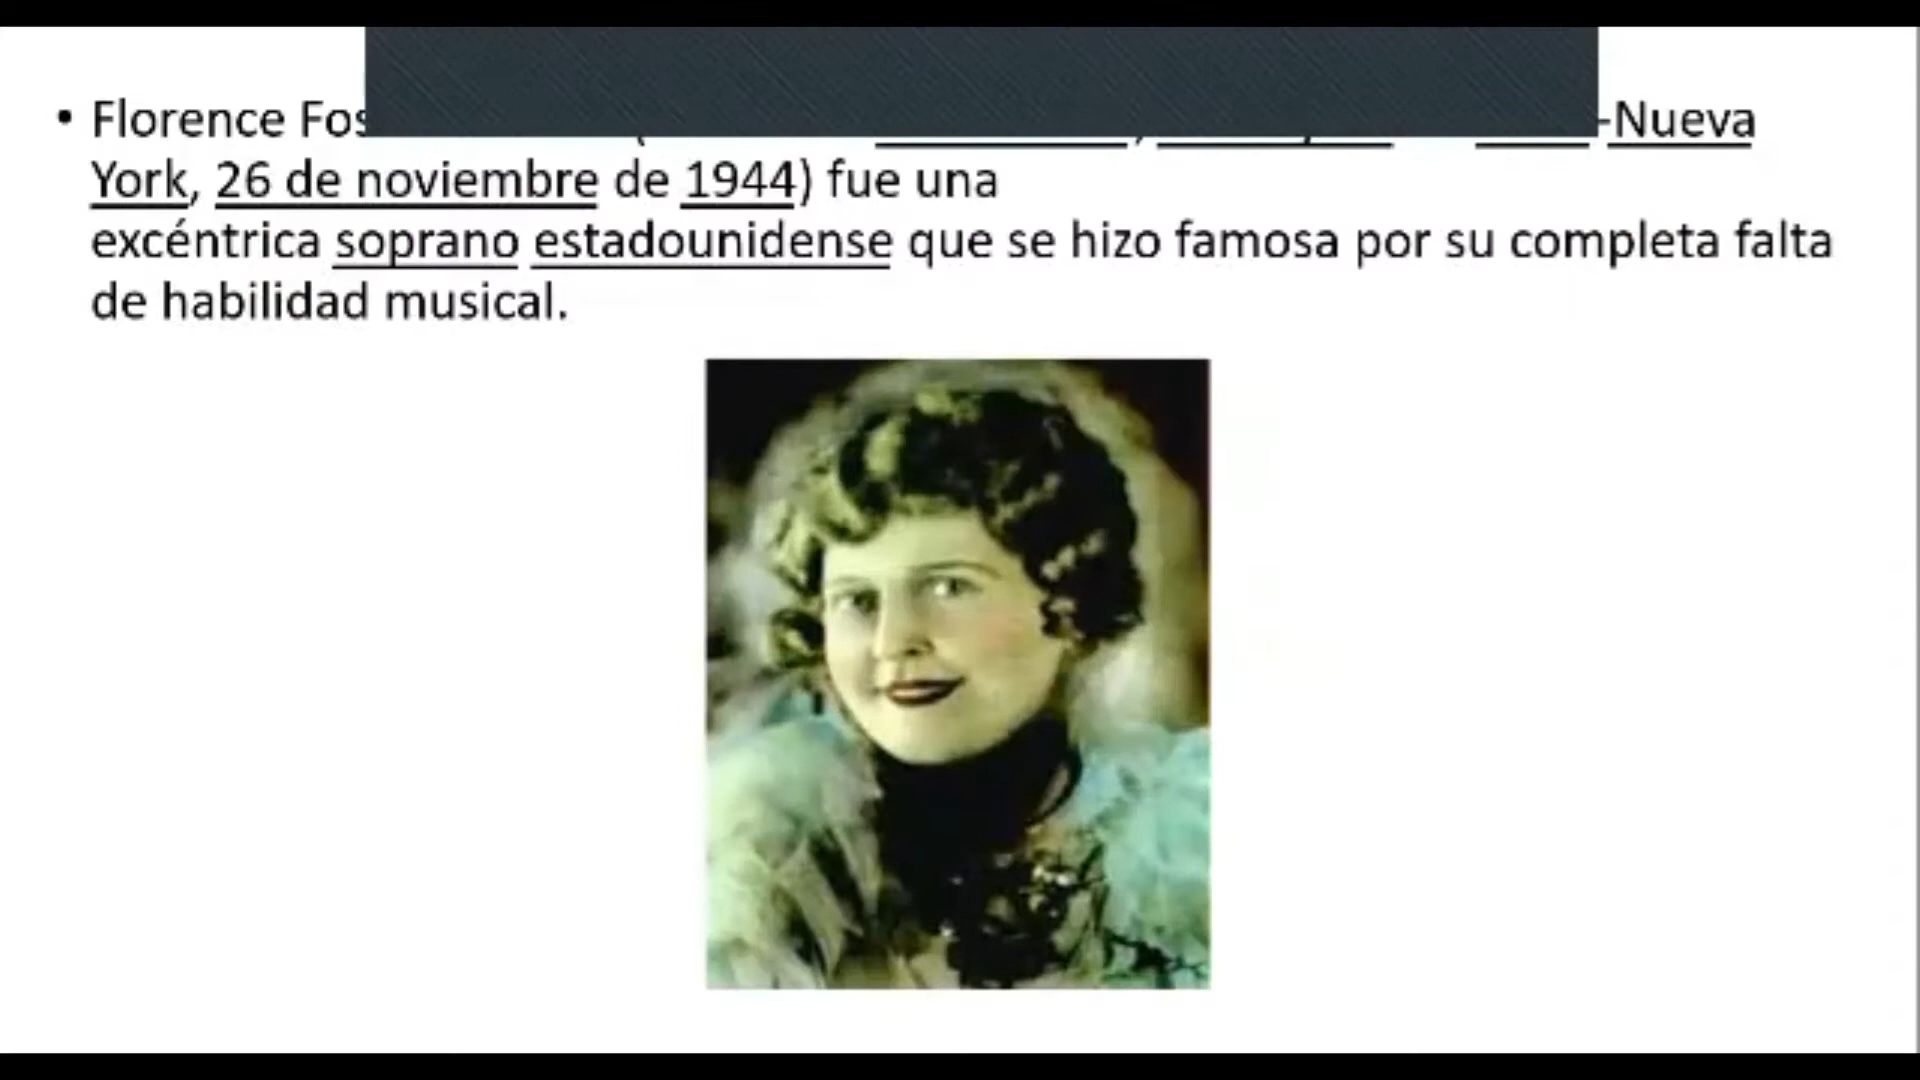 • Florence Fos -Nueva
York, 26 de noviembre de 1944) fue una
excéntrica soprano estadounidense que se hizo famosa por su completa falta
de habilidad musical.